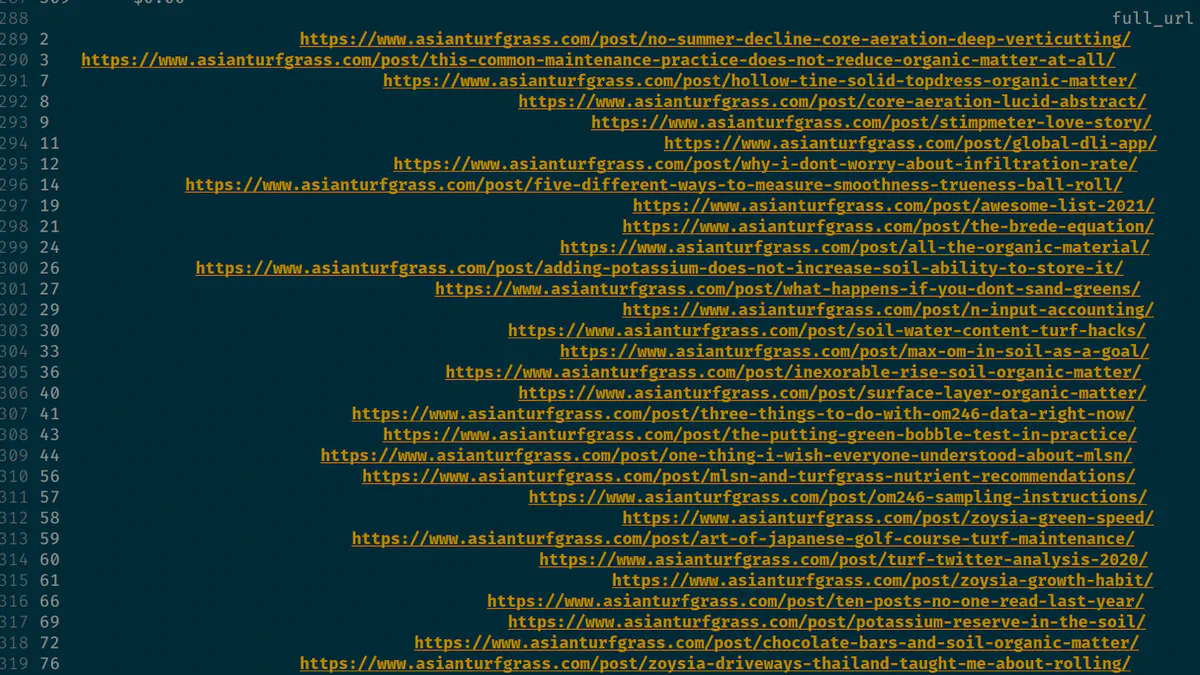 288 full_url
289 2 https://www.asianturfgrass.com/post/no-summer-decline-core-aeration-deep-verticutting/
290 3 https://www.asianturfgrass.com/post/this-common-maintenance-practice-does-not-reduce-organic-matter-at-all/
291 7 https://www.asianturfgrass.com/post/hollow-tine-solid-topdress-organic-matter/
292 8 https://www.asianturfgrass.com/post/core-aeration-lucid-abstract/
293 9 https://www.asianturfgrass.com/post/stimpmeter-love-story/
294 11 https://www.asianturfgrass.com/post/global-dli-app/
295 12 https://www.asianturfgrass.com/post/why-i-dont-worry-about-infiltration-rate/
296 14 https://www.asianturfgrass.com/post/five-different-ways-to-measure-smoothness-trueness-ball-roll/
297 19 https://www.asianturfgrass.com/post/awesome-list-2021/
298 21 https://www.asianturfgrass.com/post/the-brede-equation/
299 24 https://www.asianturfgrass.com/post/all-the-organic-material/
300 26 https://www.asianturfgrass.com/post/adding-potassium-does-not-increase-soil-ability-to-store-it/
301 27 https://www.asianturfgrass.com/post/what-happens-if-you-dont-sand-greens/
302 29 https://www.asianturfgrass.com/post/n-input-accounting/
303 30 https://www.asianturfgrass.com/post/soil-water-content-turf-hacks/
304 33 https://www.asianturfgrass.com/post/max-om-in-soil-as-a-goal/
305 36 https://www.asianturfgrass.com/post/inexorable-rise-soil-organic-matter/
306 40 https://www.asianturfgrass.com/post/surface-layer-organic-matter/
307 41 https://www.asianturfgrass.com/post/three-things-to-do-with-om246-data-right-now/
308 43 https://www.asianturfgrass.com/post/the-putting-green-bobble-test-in-practice/
309 44 https://www.asianturfgrass.com/post/one-thing-i-wish-everyone-understood-about-mlsn/
310 56 https://www.asianturfgrass.com/post/mlsn-and-turfgrass-nutrient-recommendations/
311 57 https://www.asianturfgrass.com/post/om246-sampling-instructions/
312 58 https://www.asianturfgrass.com/post/zoysia-green-speed/
313 59 https://www.asianturfgrass.com/post/art-of-japanese-golf-course-turf-maintenance/
314 60 https://www.asianturfgrass.com/post/turf-twitter-analysis-2020/
315 61 https://www.asianturfgrass.com/post/zoysia-growth-habit/
316 66 https://www.asianturfgrass.com/post/ten-posts-no-one-read-last-year/
317 69 https://www.asianturfgrass.com/post/potassium-reserve-in-the-soil/
318 72 https://www.asianturfgrass.com/post/chocolate-bars-and-soil-organic-matter/
319 76 https://www.asianturfgrass.com/post/zoysia-driveways-thailand-taught-me-about-rolling/